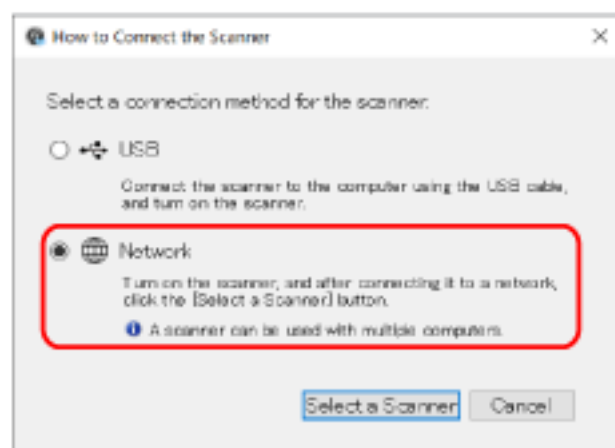 How to Connect the Scanner
Select a connection method for the scanner.
USB
Connect the scanner to the computer using the USB cable,
and turn on the scanner.
Network
Turn on the scanner, and after connecting it to a network,
click the [Select a Scanner] button.
A scanner can be used with multiple computers.
Select a Scanner Cancel